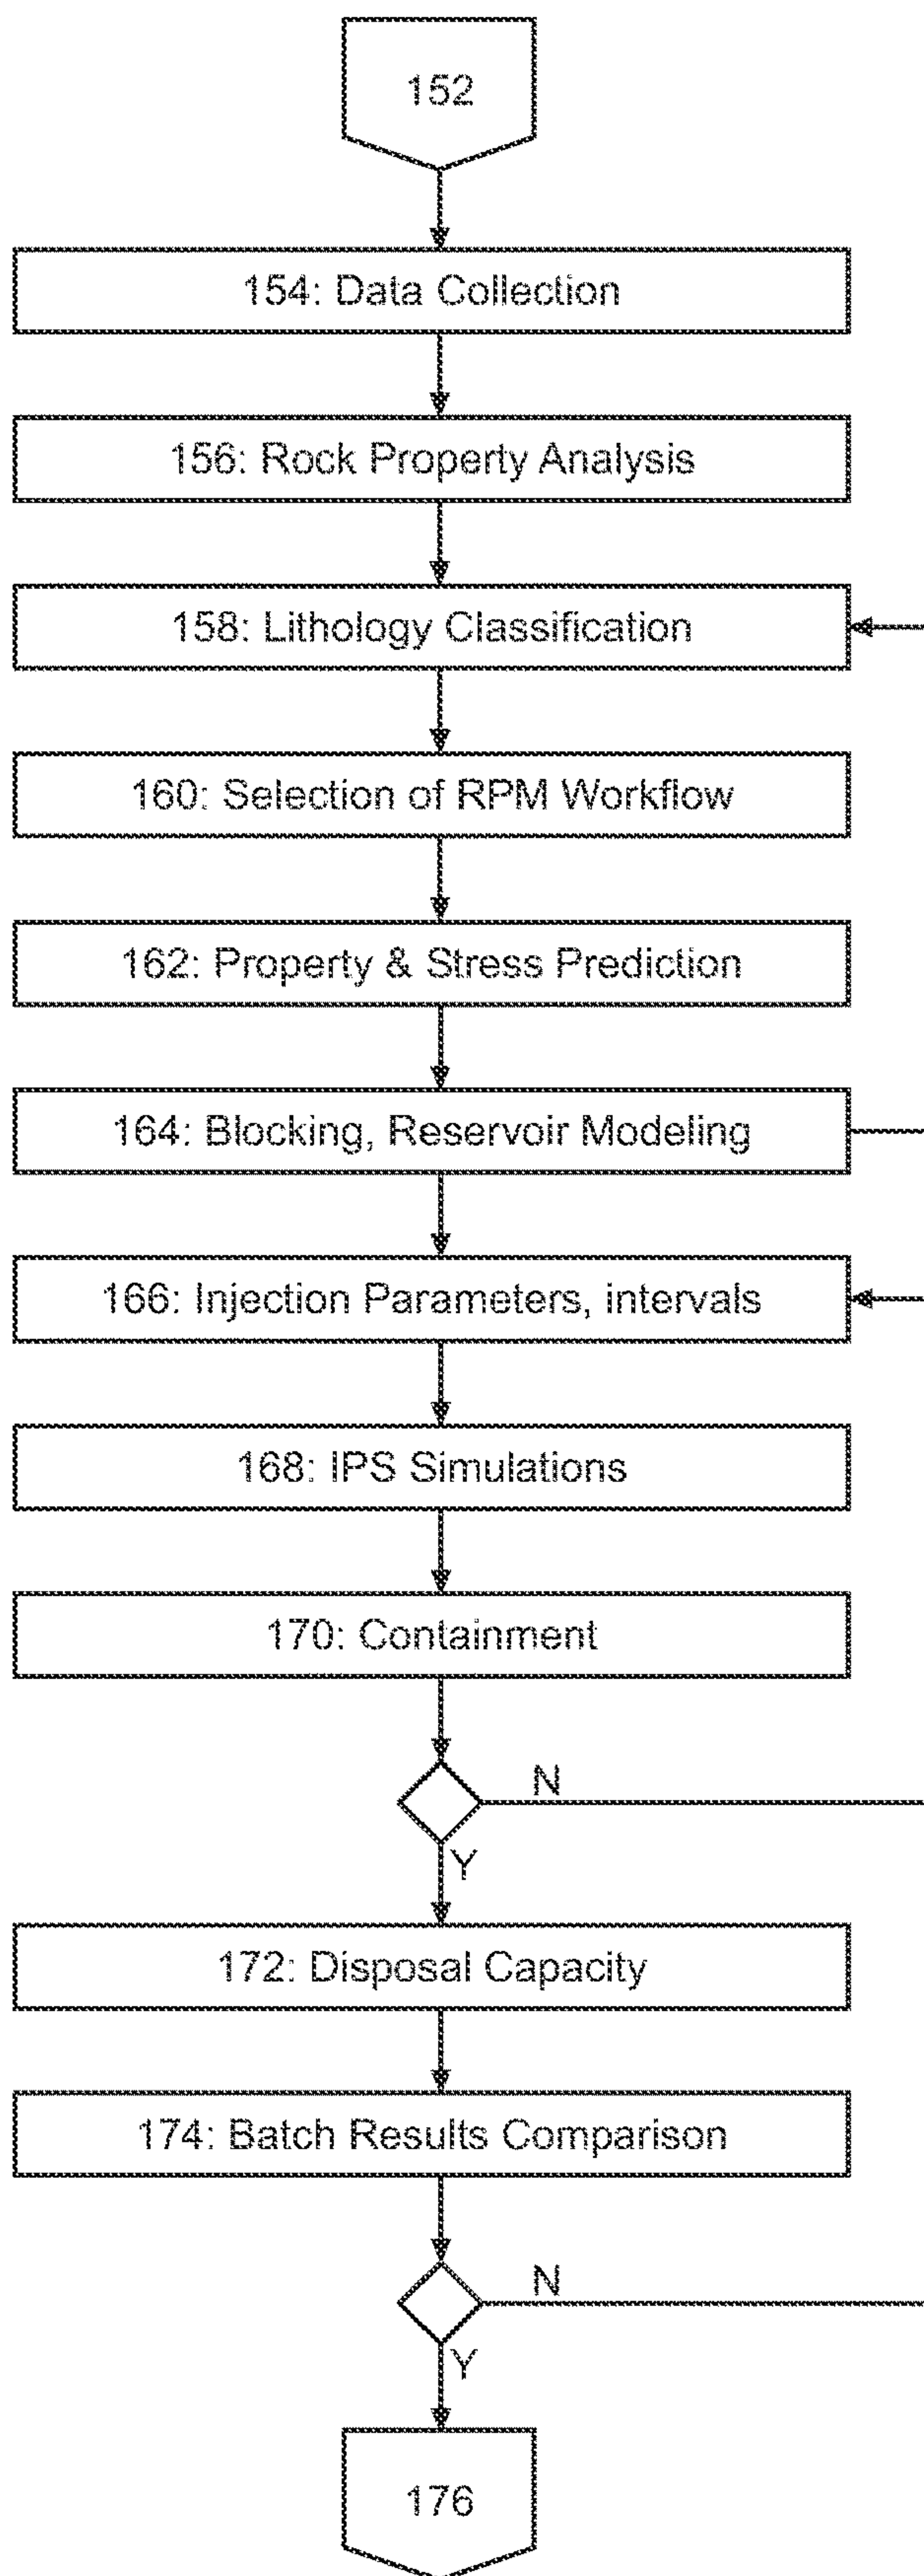 152
154: Data Collection
156: Rock Property Analysis
158: Lithology Classification
160: Selection of RPM Workflow
162: Property & Stress Prediction
164: Blocking, Reservoir Modeling
166: Injection Parameters, intervals
168: IPS Simulations
170: Containment
N
Y
172: Disposal Capacity
174: Batch Results Comparison
N
Y
176